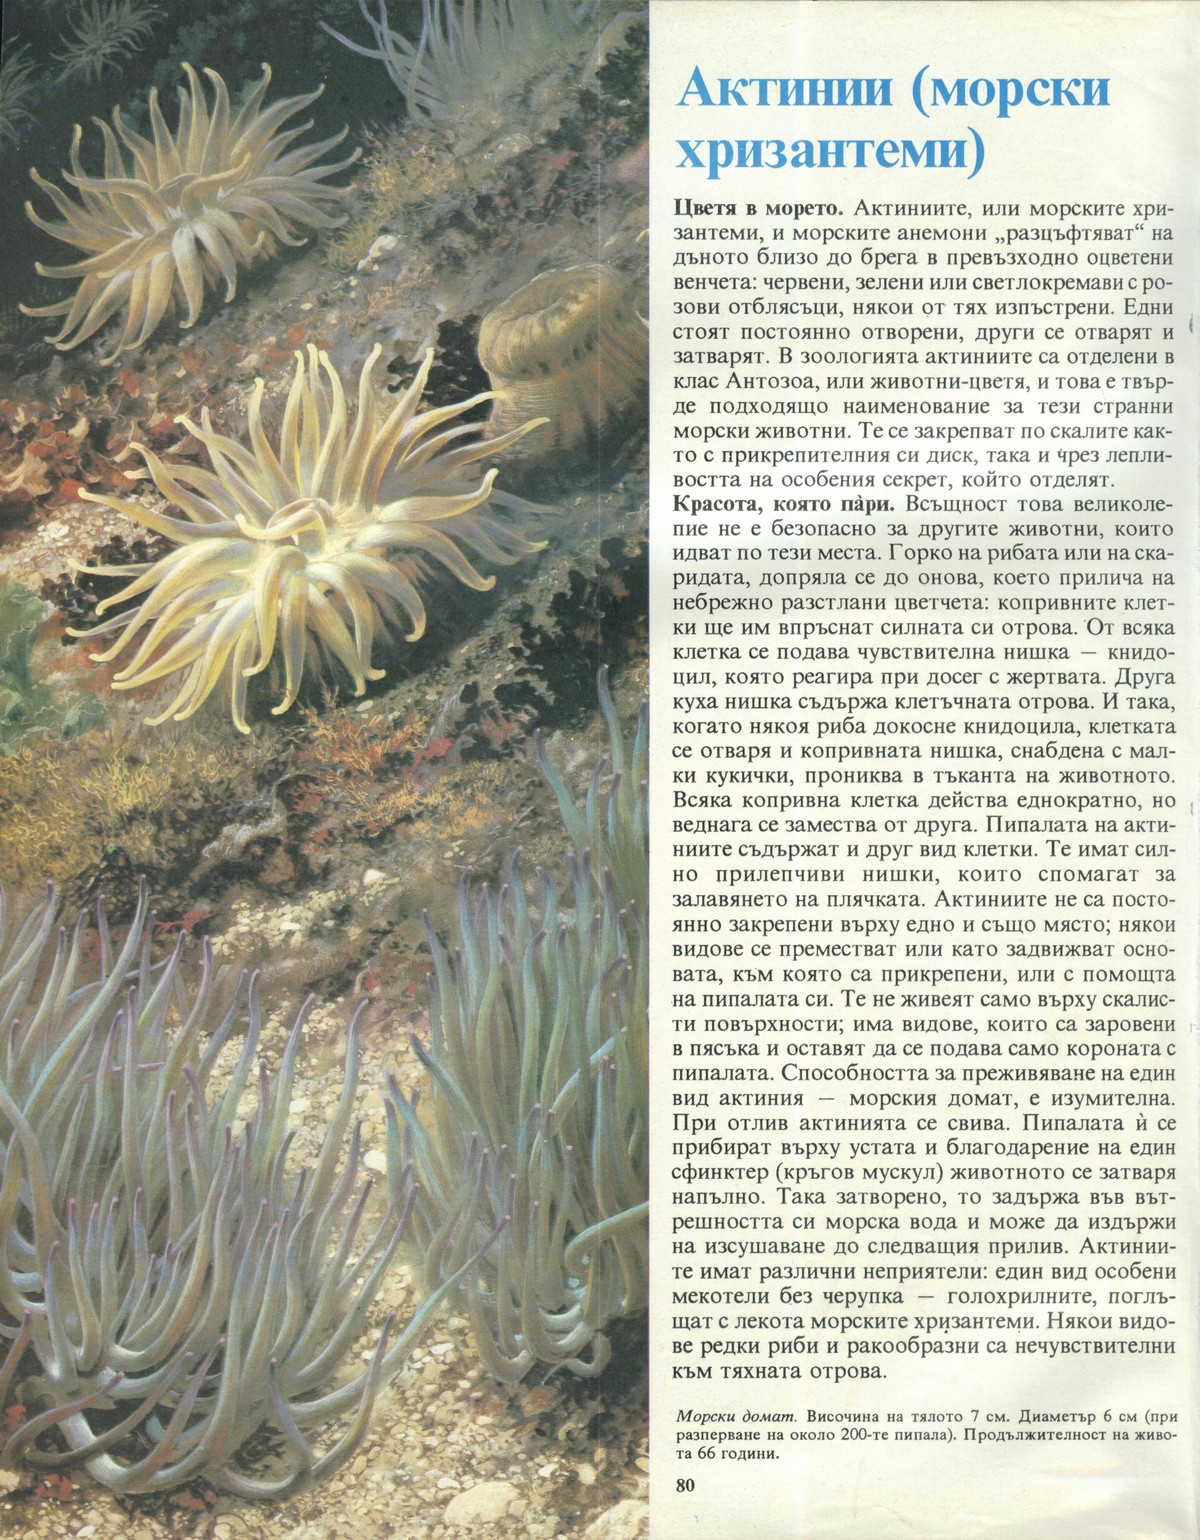 Актинии (морски
хризантеми)
Цветя в морето. Актиниите, или морските хри-
зантеми, и морските анемони „разцъфтяват“ на
дъното близо до брега в превъзходно оцветени
венчета: червени, зелени или светлокремави с ро-
зови отблясъци, някои от тях изпъстрени. Едни
стоят постоянно отворени, други се отварят и
затварят. В зоологията актиниите са отделени в
клас Антозоа, или животни-цветя, и това е твър-
де подходящо наименование за тези странни
морски животни. Те се закрепват по скалите как-
то с прикрепителния си диск, така и чрез лепли-
востта на особения секрет, който отделят.
Красота, която пàри. Всъщност това великоле-
пие не е безопасно за другите животни, които
идват по тези места. Горко на рибата или на ска-
ридата, допряла се до онова, което прилича на
небрежно разстлани цветчета: копривните клет-
ки ще им впръснат силната си отрова. От всяка
клетка се подава чувствителна нишка — книдо-
цил, която реагира при досег с жертвата. Друга
куха нишка съдържа клетъчната отрова. И така,
когато някоя риба докосне книдоцила, клетката
се отваря и копривната нишка, снабдена с мал-
ки кукички, прониква в тъканта на животното.
Всяка копривна клетка действа еднократно, но
веднага се замества от друга. Пипалата на акти-
ниите съдържат и друг вид клетки. Те имат сил-
но прилепчиви нишки, които спомагат за
залавянето на плячката. Актиниите не са посто-
янно закрепени върху едно и също място; някои
видове се преместват или като задвижват осно-
вата, към която са прикрепени, или с помощта
на пипалата си. Те не живеят само върху скалис-
ти повърхности; има видове, които са заровени
в пясъка и оставят да се подава само короната с
пипалата. Способността за преживяване на един
вид актиния — морския домат, е изумителна.
При отлив актинията се свива. Пипалата ѝ се
прибират върху устата и благодарение на един
сфинктер (кръгов мускул) животното се затваря
напълно. Така затворено, то задържа във вът-
решността си морска вода и може да издържи
на изсушаване до следващия прилив. Актинии-
те имат различни неприятели: един вид особени
мекотели без черупка — голохрилните, поглъ-
щат с лекота морските хризантеми. Някои видо-
ве редки риби и ракообразни са нечувствителни
към тяхната отрова.
Морски домат. Височина на тялото 7 см. Диаметър 6 см (при
разперване на около 200-те пипала). Продължителност на живо-
та 66 години.
80